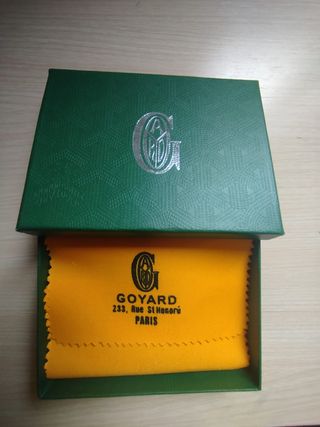 GOYARD
233, Rue St Honoré
PARIS